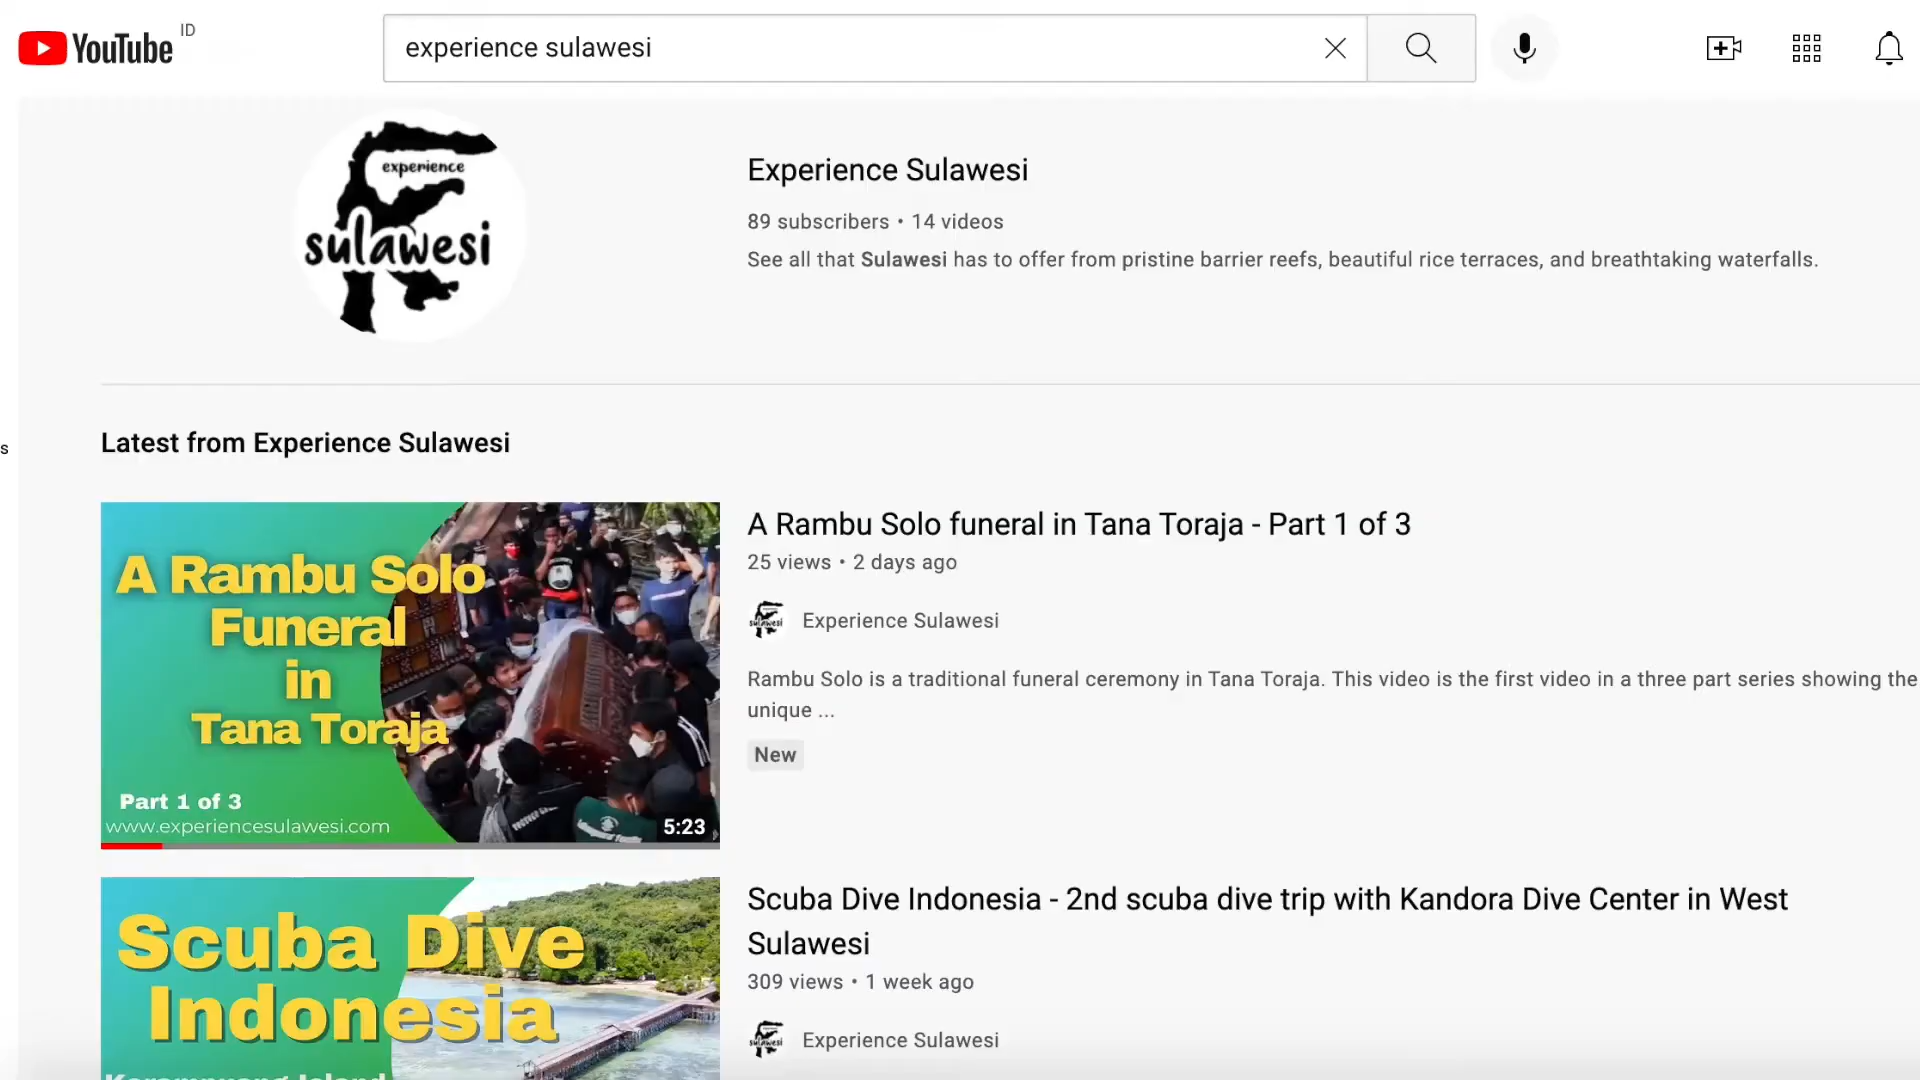 YouTube ID
experience sulawesi
experience
sulawesi
Experience Sulawesi
89 subscribers • 14 videos
See all that Sulawesi has to offer from pristine barrier reefs, beautiful rice terraces, and breathtaking waterfalls.
s
Latest from Experience Sulawesi
A Rambu Solo
Funeral
in
Tana Toraja
Part 1 of 3
www.experiencesulawesi.com
5:23
A Rambu Solo funeral in Tana Toraja - Part 1 of 3
25 views • 2 days ago
sulawesi
Experience Sulawesi
Rambu Solo is a traditional funeral ceremony in Tana Toraja. This video is the first video in a three part series showing the
unique ...
New
Scuba Dive
Indonesia
Scuba Dive Indonesia - 2nd scuba dive trip with Kandora Dive Center in West
Sulawesi
309 views • 1 week ago
sulawesi
Experience Sulawesi